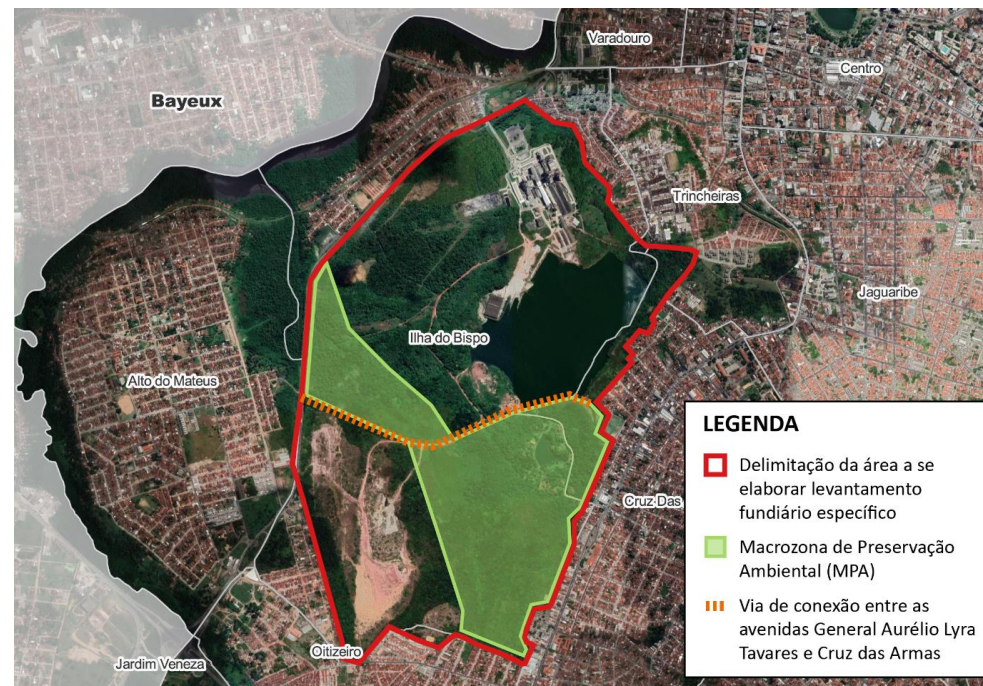 Varadouro
Centro
Bayeux
Trincheiras
Jaguaribe
Ilha do Bispo
Alto do Mateus
Cruz Das
Oitizeiro
Jardim Veneza
LEGENDA
Delimitação da área a se
elaborar levantamento
fundiário específico
Macrozona de Preservação
Ambiental (MPA)
Via de conexão entre as
avenidas General Aurélio Lyra
Tavares e Cruz das Armas